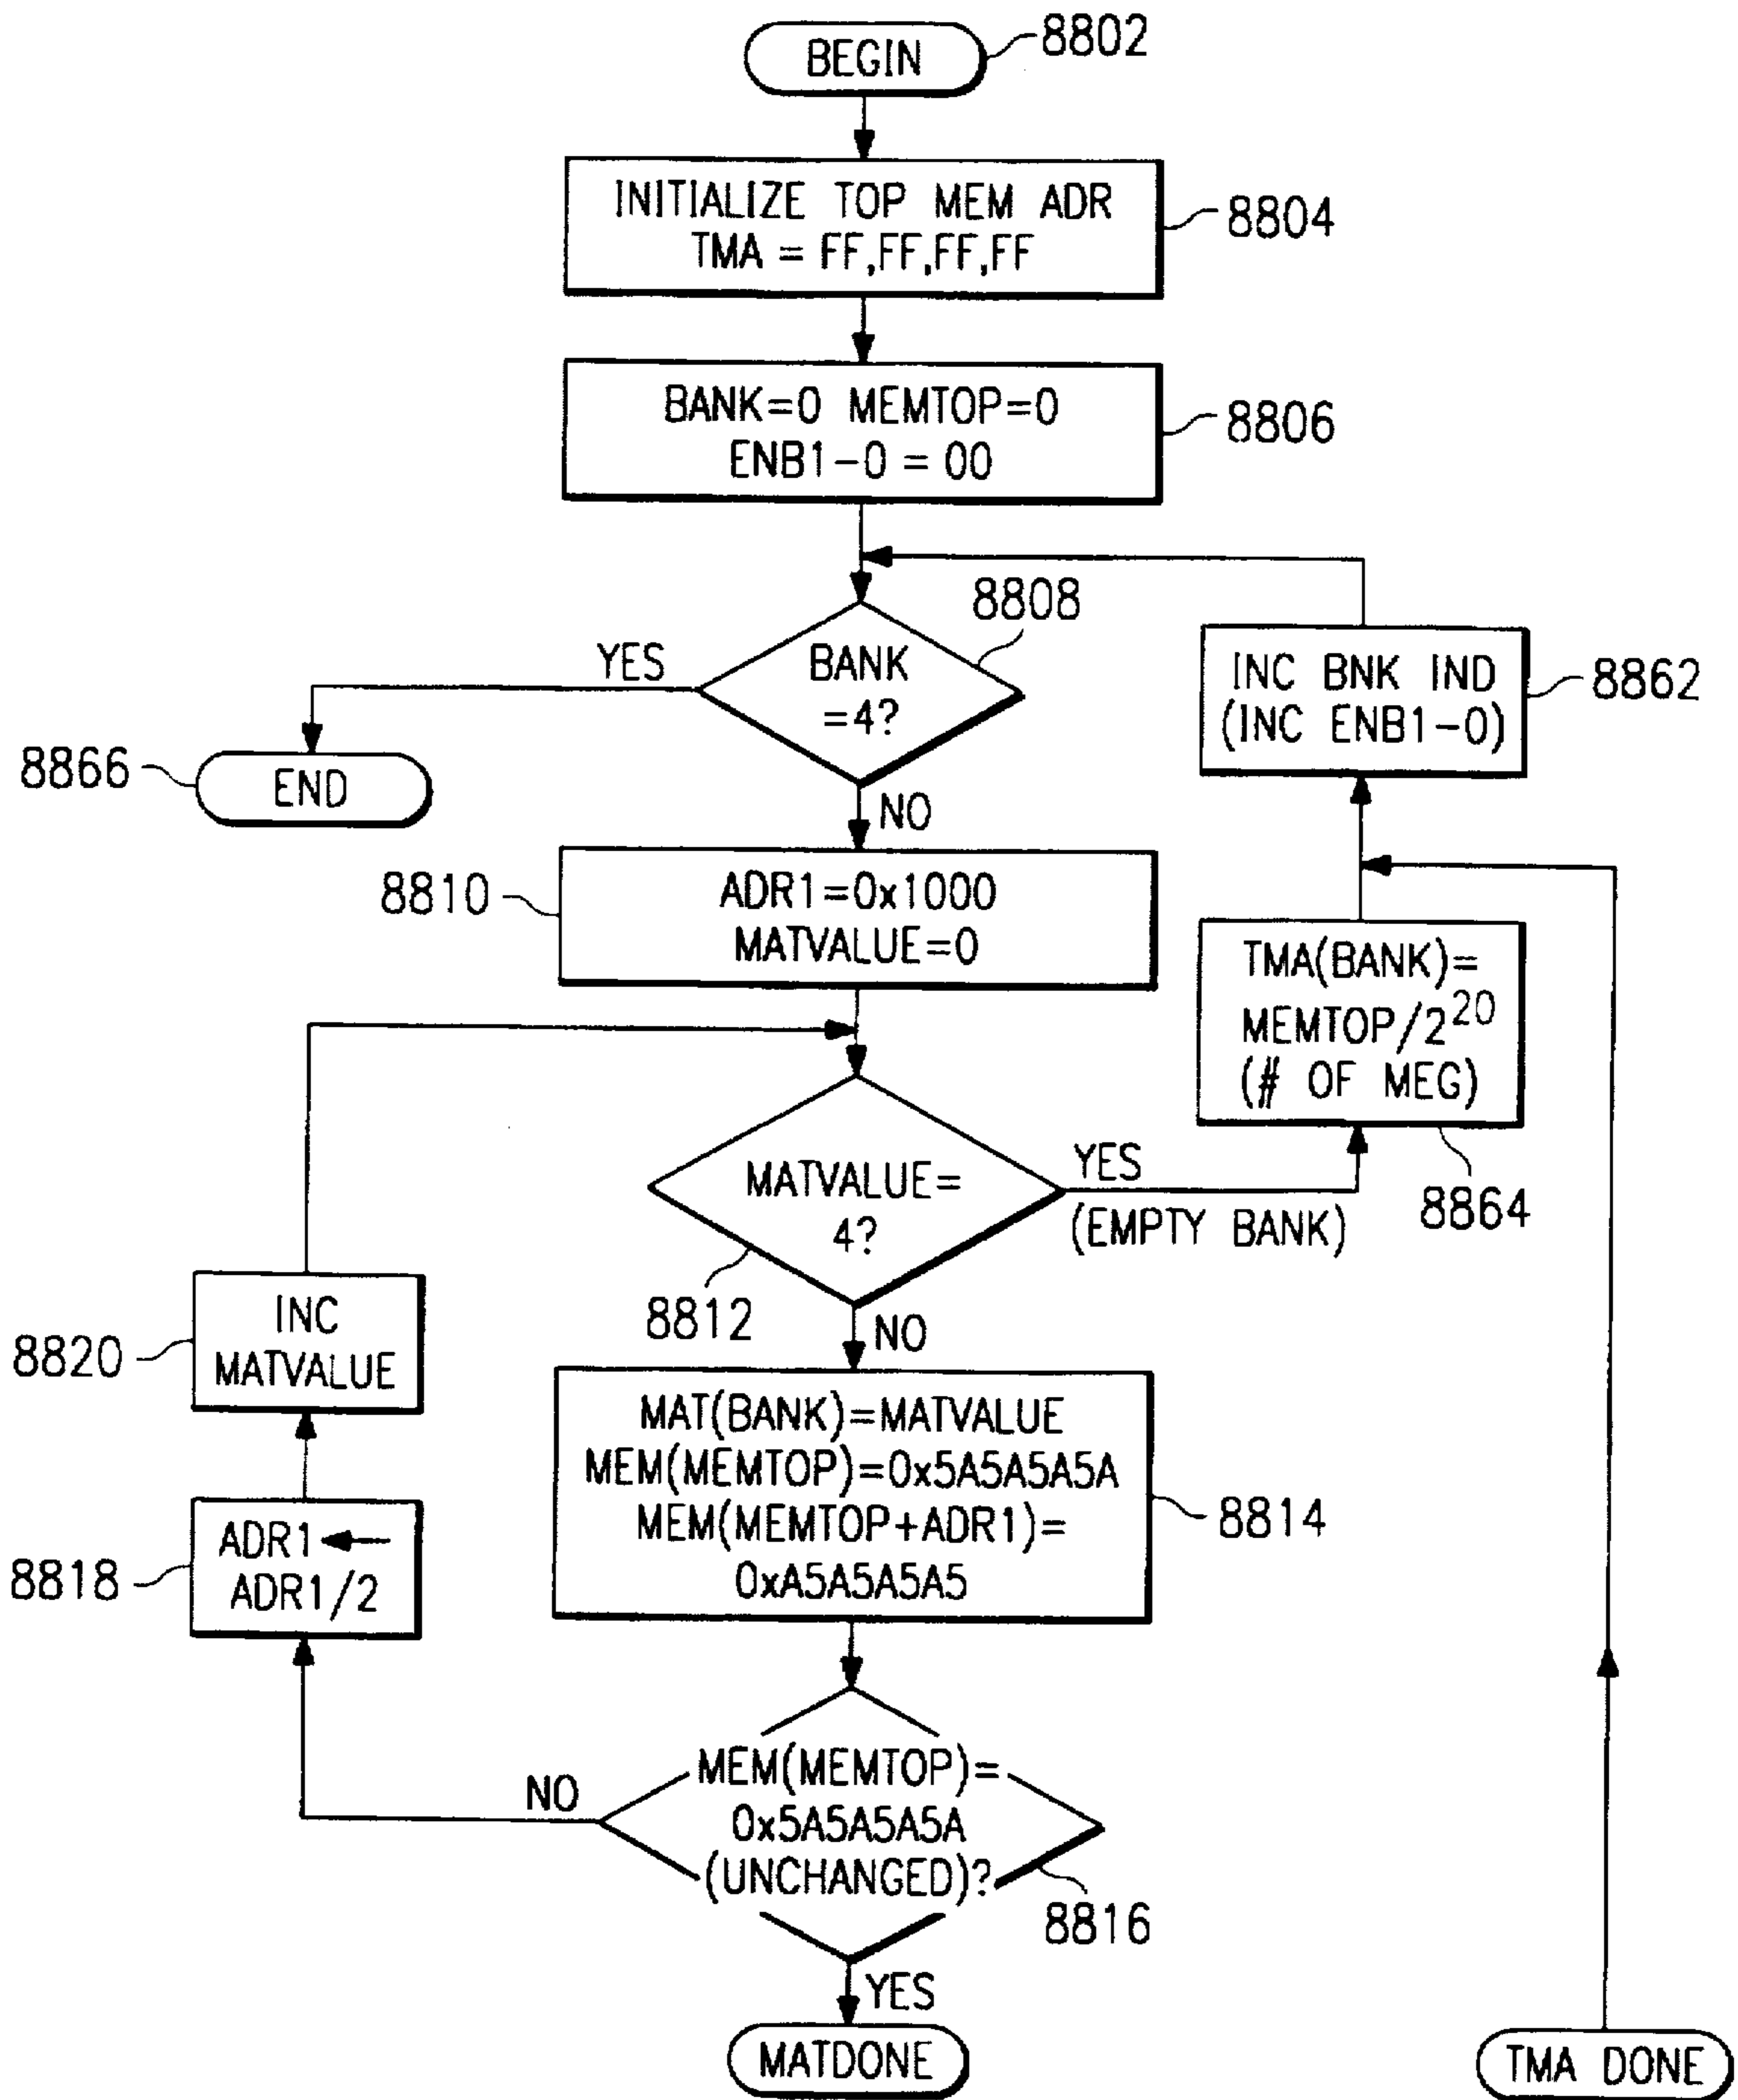 BEGIN
8802
INITIALIZE TOP MEM ADR
TMA = FF,FF,FF,FF
8804
BANK=0 MEMTOP=0
ENB1-0 = 00
8806
8808
BANK
=4?
YES
NO
8866
END
INC BNK IND
(INC ENB1-0)
8862
8810
ADR1=0x1000
MATVALUE=0
TMA(BANK)=
MEMTOP/2²⁰
(# OF MEG)
8864
MATVALUE=
4?
YES
(EMPTY BANK)
8812
NO
8820
INC
MATVALUE
MAT(BANK)=MATVALUE
MEM(MEMTOP)=0x5A5A5A5A
MEM(MEMTOP+ADR1)=
0xA5A5A5A5
8814
8818
ADR1 ←
ADR1/2
NO
MEM(MEMTOP)=
0x5A5A5A5A
(UNCHANGED)?
8816
YES
MATDONE
TMA DONE